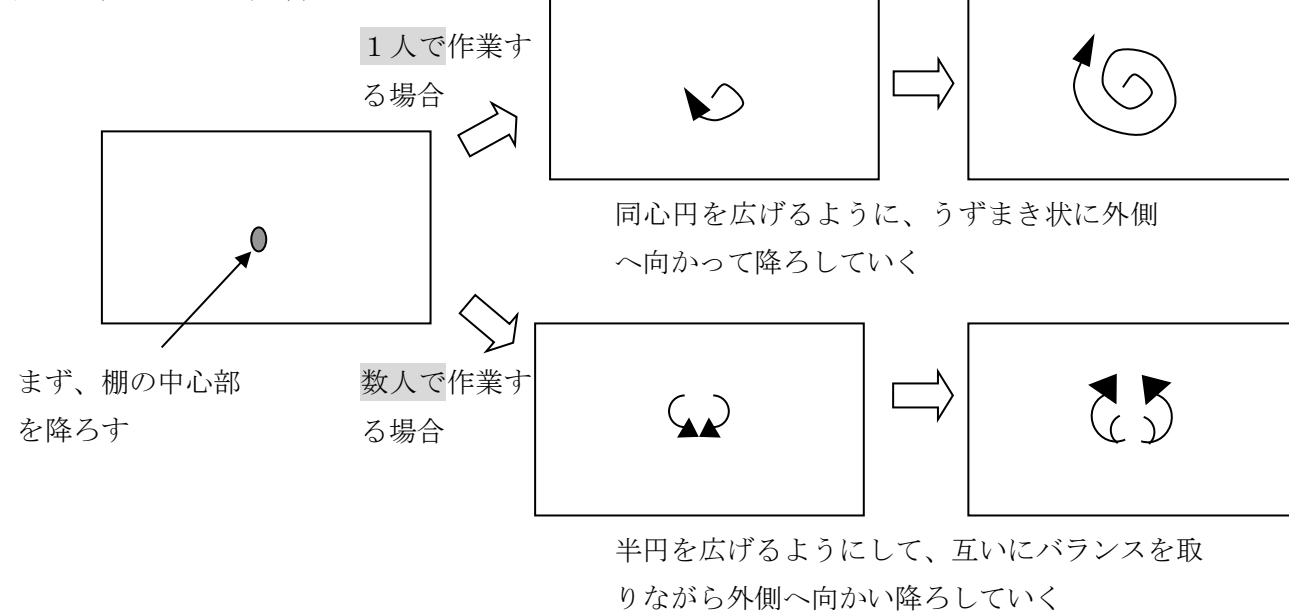 １人で作業す
る場合
同心円を広げるように、うずまき状に外側
へ向かって降ろしていく
まず、棚の中心部
を降ろす
数人で作業す
る場合
半円を広げるようにして、互いにバランスを取
りながら外側へ向かい降ろしていく